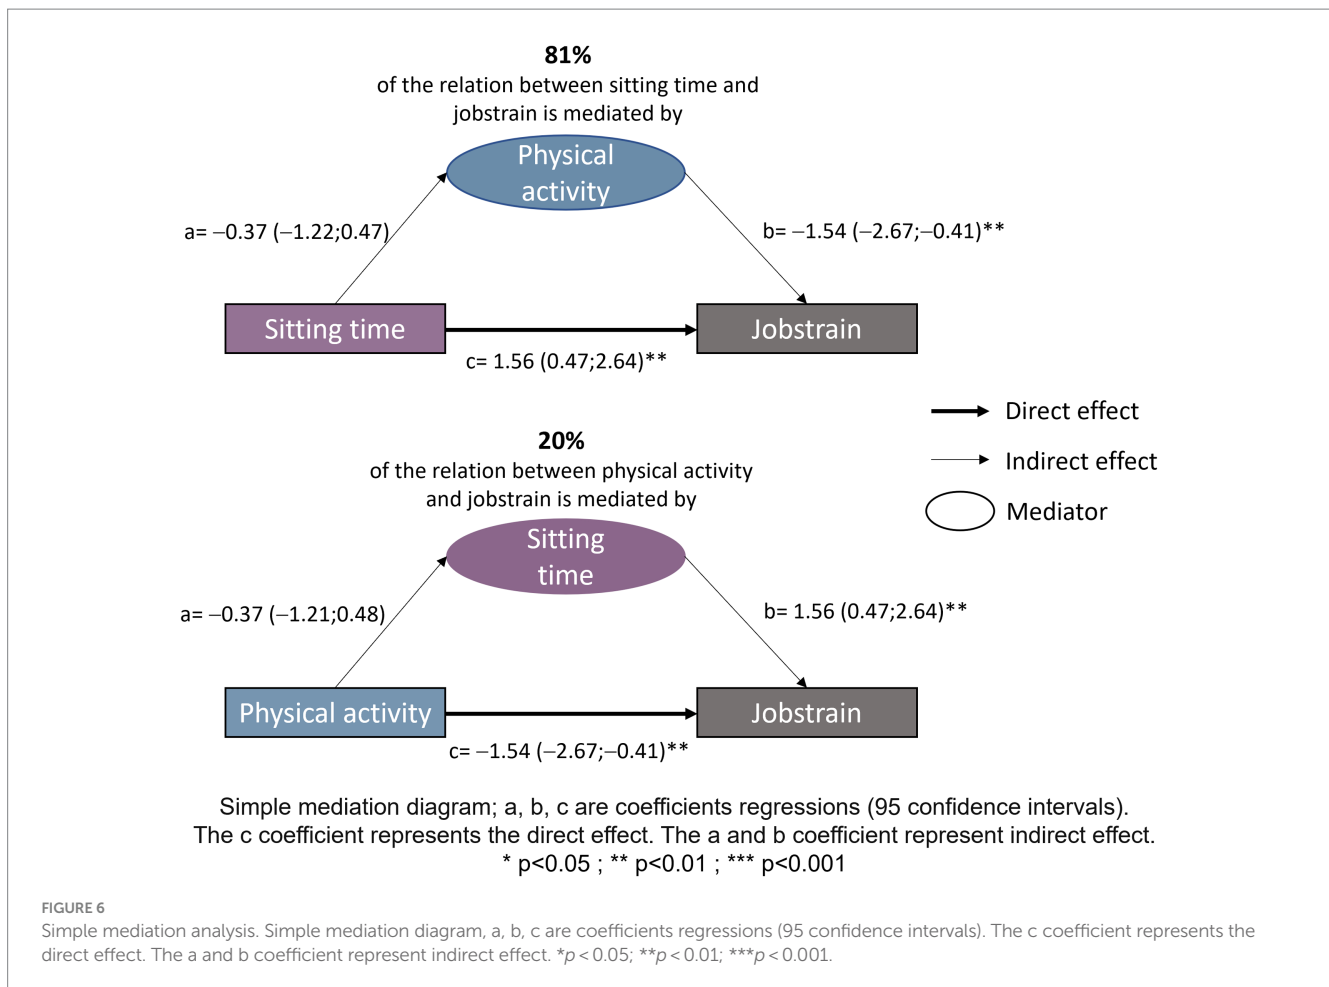 81%
of the relation between sitting time and
jobstrain is mediated by
Physical
activity
a= −0.37 (−1.22;0.47)
b= −1.54 (−2.67;−0.41)**
Sitting time
Jobstrain
c= 1.56 (0.47;2.64)**
Direct effect
Indirect effect
Mediator
20%
of the relation between physical activity
and jobstrain is mediated by
Sitting
time
a= −0.37 (−1.21;0.48)
b= 1.56 (0.47;2.64)**
Physical activity
Jobstrain
c= −1.54 (−2.67;−0.41)**
Simple mediation diagram; a, b, c are coefficients regressions (95 confidence intervals).
The c coefficient represents the direct effect. The a and b coefficient represent indirect effect.
* p<0.05 ; ** p<0.01 ; *** p<0.001
FIGURE 6
Simple mediation analysis. Simple mediation diagram, a, b, c are coefficients regressions (95 confidence intervals). The c coefficient represents the
direct effect. The a and b coefficient represent indirect effect. *p < 0.05; **p < 0.01; ***p < 0.001.